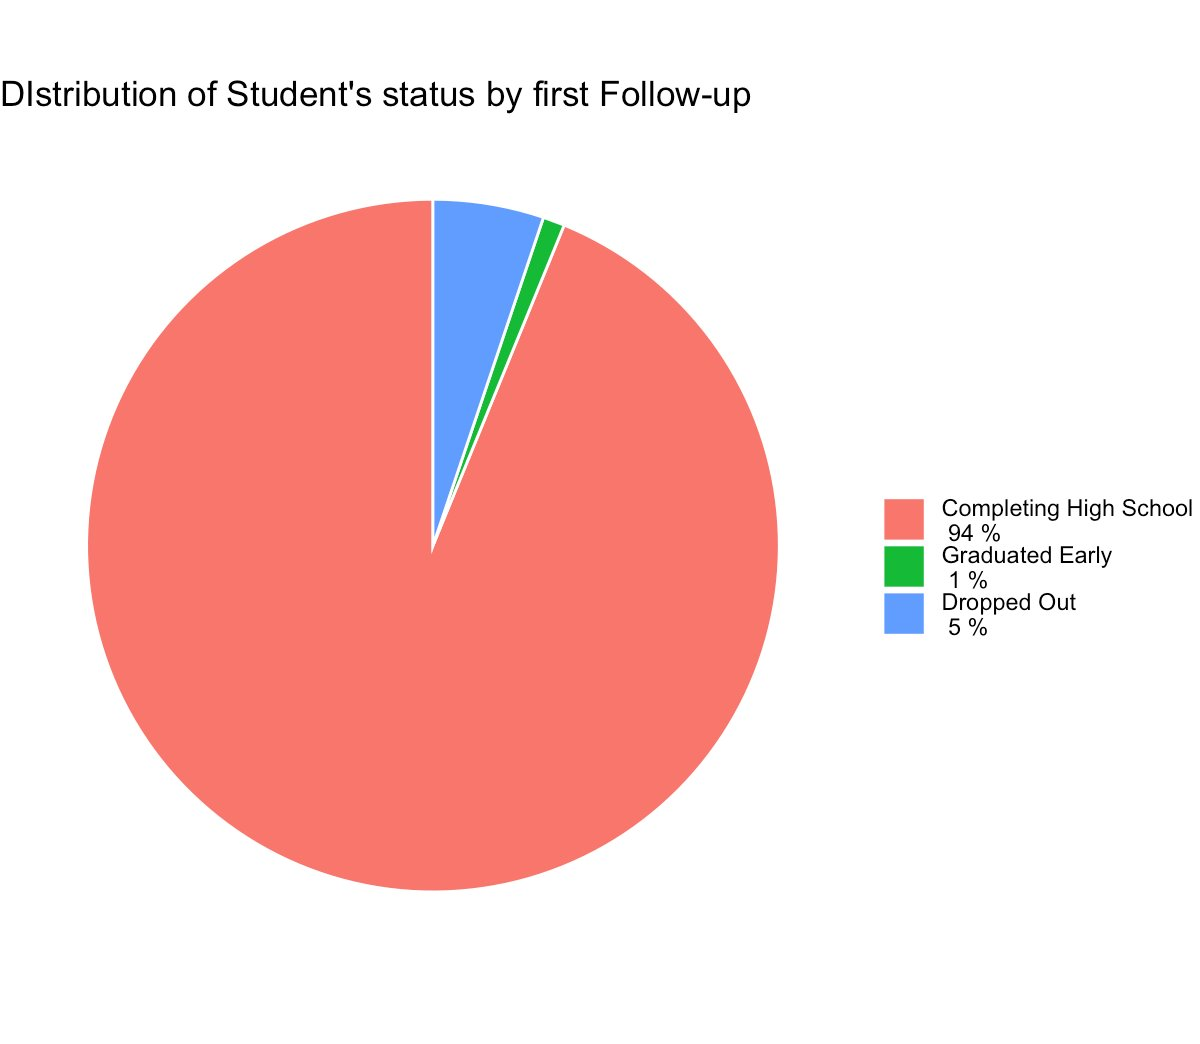 DIstribution of Student's status by first Follow-up
Completing High School
94 %
Graduated Early
1 %
Dropped Out
5 %